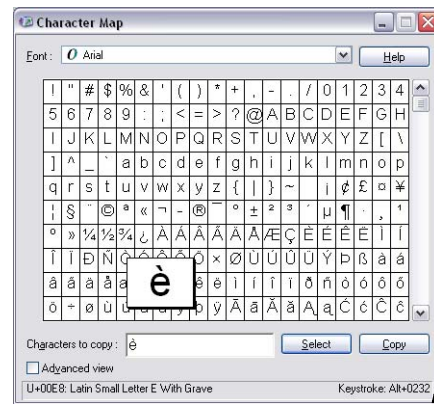 Character Map
Font : O Arial Help
! " # $ % & ' ( ) * + , - . / 0 1 2 3 4
5 6 7 8 9 : ; < = > ? @ A B C D E F G H
I J K L M N O P Q R S T U V W X Y Z [ \
] ^ _ ` a b c d e f g h i j k l m n o p
q r s t u v w x y z { | } ~ ¡ ¢ £ ¤ ¥
¦ § ¨ © ª « ¬ - ® ¯ ° ± ² ³ ´ µ ¶ · ¸ ¹
º » ¼ ½ ¾ ¿ À Á Â Ã Ä Å Æ Ç È É Ê Ë Ì Í
Î Ï Ð Ñ Ò Ó Ô Õ Ö × Ø Ù Ú Û Ü Ý Þ ß à á
â ã ä å è ê ë ì í î ï ð ñ ò ó ô õ
ö ÷ ø ù ú û ü ý þ ÿ Ā ā Ă ă Ą ą Ć ć Ĉ ĉ
Characters to copy : è Select Copy
Advanced view
U+00E8: Latin Small Letter E With Grave Keystroke: Alt+0232